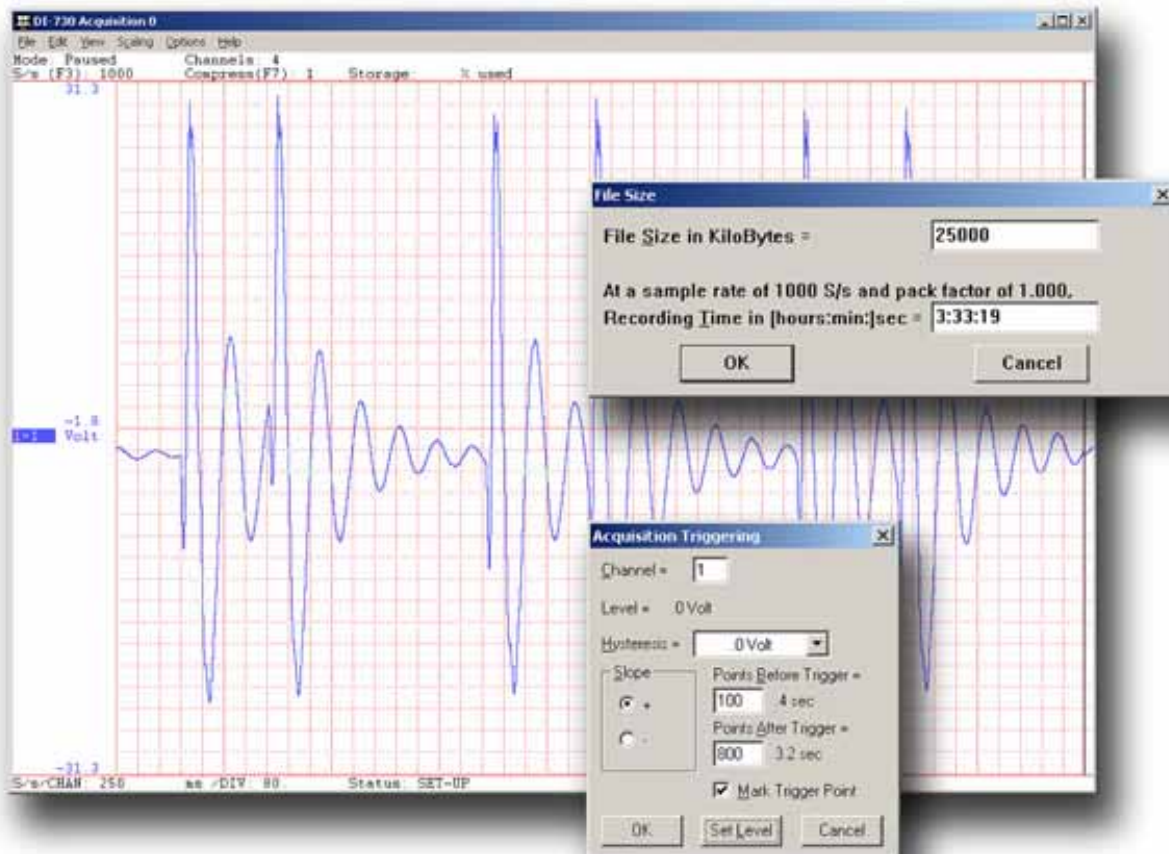 DI-730 Acquisition 0
File Edit View Scaling Options Help
Mode: Paused Channels: 4
S/s (F3): 1000 Compress(F7): 1 Storage: % used
31.3
-1.8
1-1 Volt
-31.3
S/s/CHAN: 250 ms /DIV: 80. Status: SET-UP
File Size
File Size in KiloBytes = 25000
At a sample rate of 1000 S/s and pack factor of 1.000,
Recording Time in [hours:min:]sec = 3:33:19
OK Cancel
Acquisition Triggering
Channel = 1
Level = .0 Volt
Hysteresis = .0 Volt
Slope
+
-
Points Before Trigger =
100 .4 sec
Points After Trigger =
800 3.2 sec
Mark Trigger Point
OK Set Level Cancel